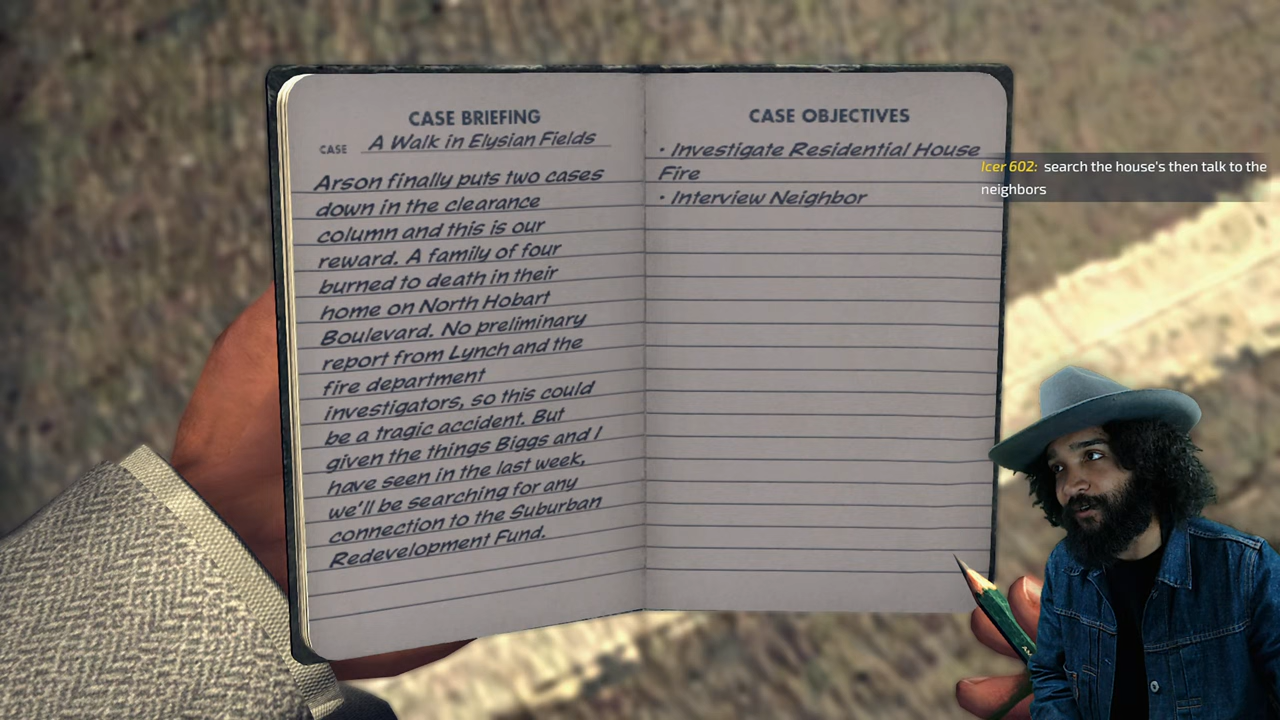 CASE BRIEFING
CASE A Walk in Elysian Fields
Arson finally puts two cases
down in the clearance
column and this is our
reward. A family of four
burned to death in their
home on North Hobart
Boulevard. No preliminary
report from Lynch and the
fire department
investigators, so this could
be a tragic accident. But
given the things Biggs and I
have seen in the last week,
we'll be searching for any
connection to the Suburban
Redevelopment Fund.
CASE OBJECTIVES
· Investigate Residential House
Fire
· Interview Neighbor
Icer 602: search the house's then talk to the
neighbors